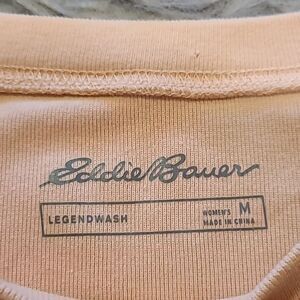 Eddie Bauer
LEGENDWASH
WOMEN'S M
MADE IN CHINA